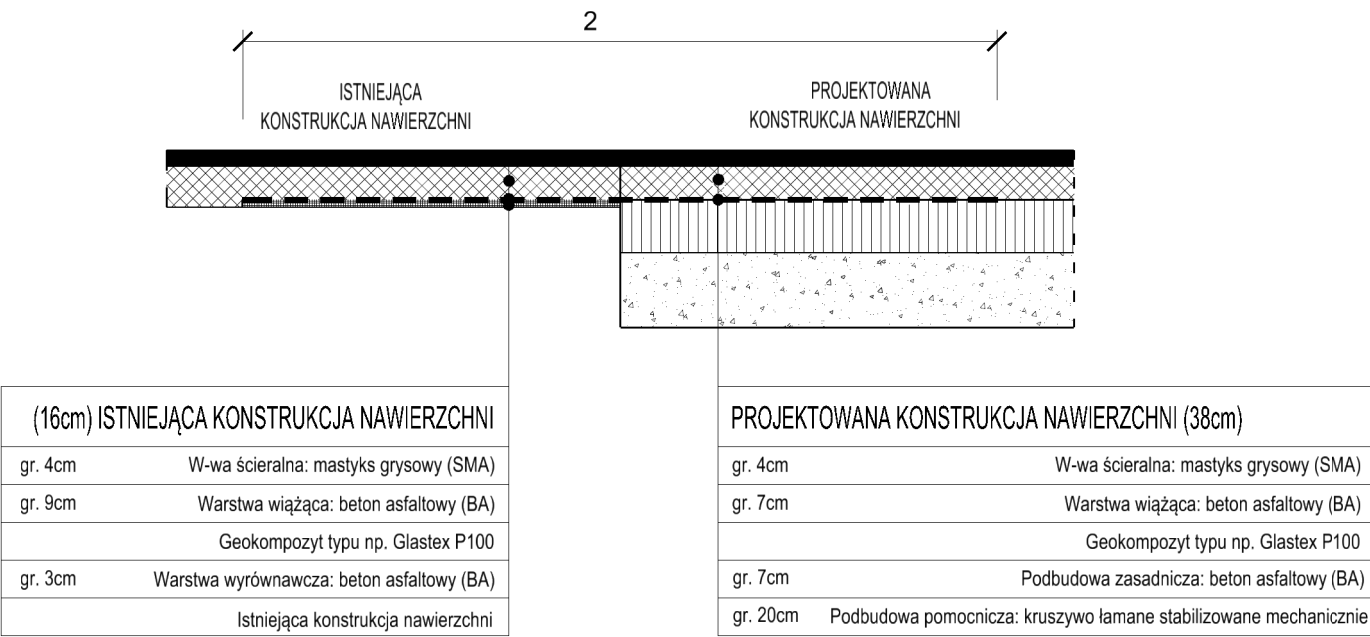 2
ISTNIEJĄCA
KONSTRUKCJA NAWIERZCHNI
PROJEKTOWANA
KONSTRUKCJA NAWIERZCHNI
(16cm) ISTNIEJĄCA KONSTRUKCJA NAWIERZCHNI
gr. 4cm W-wa ścieralna: mastyks grysowy (SMA)
gr. 9cm Warstwa wiążąca: beton asfaltowy (BA)
Geokompozyt typu np. Glastex P100
gr. 3cm Warstwa wyrównawcza: beton asfaltowy (BA)
Istniejąca konstrukcja nawierzchni
PROJEKTOWANA KONSTRUKCJA NAWIERZCHNI (38cm)
gr. 4cm W-wa ścieralna: mastyks grysowy (SMA)
gr. 7cm Warstwa wiążąca: beton asfaltowy (BA)
Geokompozyt typu np. Glastex P100
gr. 7cm Podbudowa zasadnicza: beton asfaltowy (BA)
gr. 20cm Podbudowa pomocnicza: kruszywo łamane stabilizowane mechanicznie